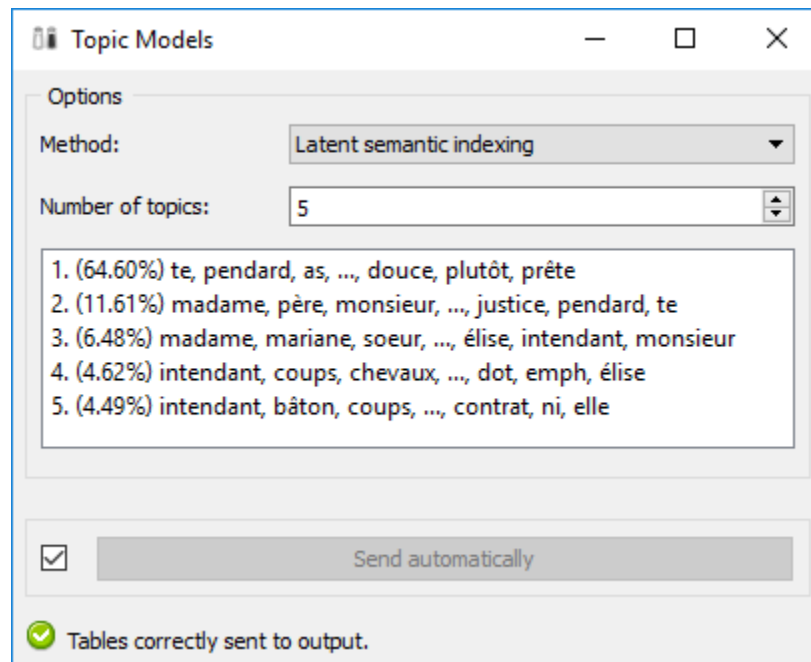 Topic Models
Options
Method: Latent semantic indexing
Number of topics: 5
1. (64.60%) te, pendard, as, ..., douce, plutôt, prête
2. (11.61%) madame, père, monsieur, ..., justice, pendard, te
3. (6.48%) madame, mariane, soeur, ..., élise, intendant, monsieur
4. (4.62%) intendant, coups, chevaux, ..., dot, emph, élise
5. (4.49%) intendant, bâton, coups, ..., contrat, ni, elle
Send automatically
Tables correctly sent to output.